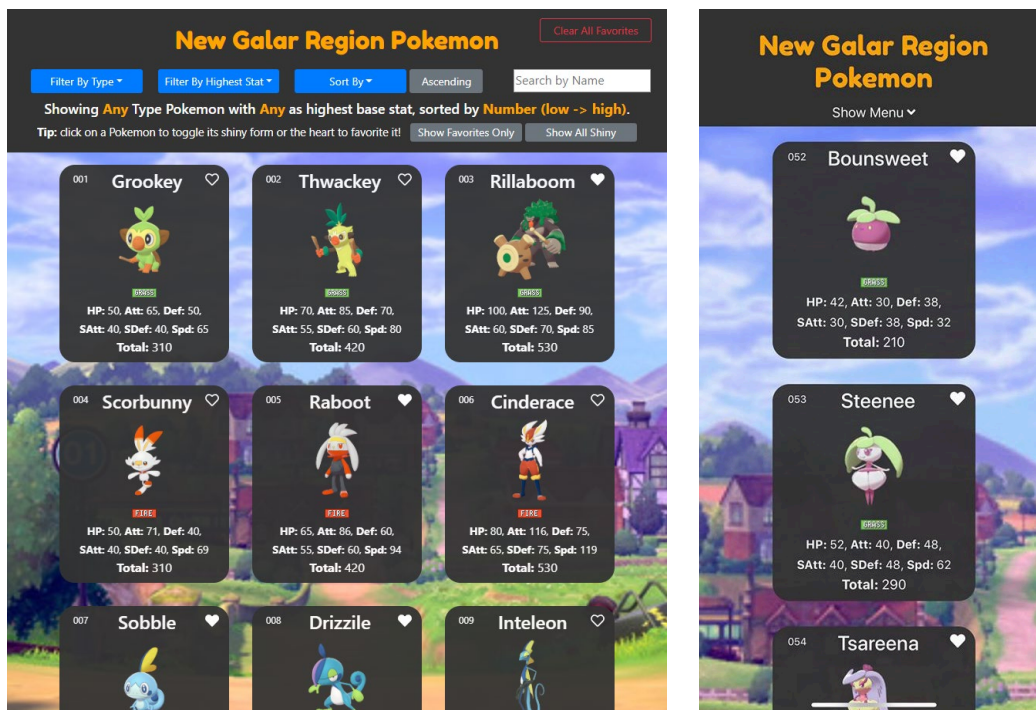 New Galar Region Pokemon
Clear All Favorites
Filter By Type
Filter By Highest Stat
Sort By
Ascending
Search by Name
Showing Any Type Pokemon with Any as highest base stat, sorted by Number (low -> high).
Tip: click on a Pokemon to toggle its shiny form or the heart to favorite it!
Show Favorites Only
Show All Shiny
001 Grookey
GRASS
HP: 50, Att: 65, Def: 50,
SAtt: 40, SDef: 40, Spd: 65
Total: 310
002 Thwackey
GRASS
HP: 70, Att: 85, Def: 70,
SAtt: 55, SDef: 60, Spd: 80
Total: 420
003 Rillaboom
GRASS
HP: 100, Att: 125, Def: 90,
SAtt: 60, SDef: 70, Spd: 85
Total: 530
004 Scorbunny
FIRE
HP: 50, Att: 71, Def: 40,
SAtt: 40, SDef: 40, Spd: 69
Total: 310
005 Raboot
FIRE
HP: 65, Att: 86, Def: 60,
SAtt: 55, SDef: 60, Spd: 94
Total: 420
006 Cinderace
FIRE
HP: 80, Att: 116, Def: 75,
SAtt: 65, SDef: 75, Spd: 119
Total: 530
007 Sobble
008 Drizzile
009 Inteleon
New Galar Region
Pokemon
Show Menu
052 Bounsweet
GRASS
HP: 42, Att: 30, Def: 38,
SAtt: 30, SDef: 38, Spd: 32
Total: 210
053 Steenee
GRASS
HP: 52, Att: 40, Def: 48,
SAtt: 40, SDef: 48, Spd: 62
Total: 290
054 Tsareena